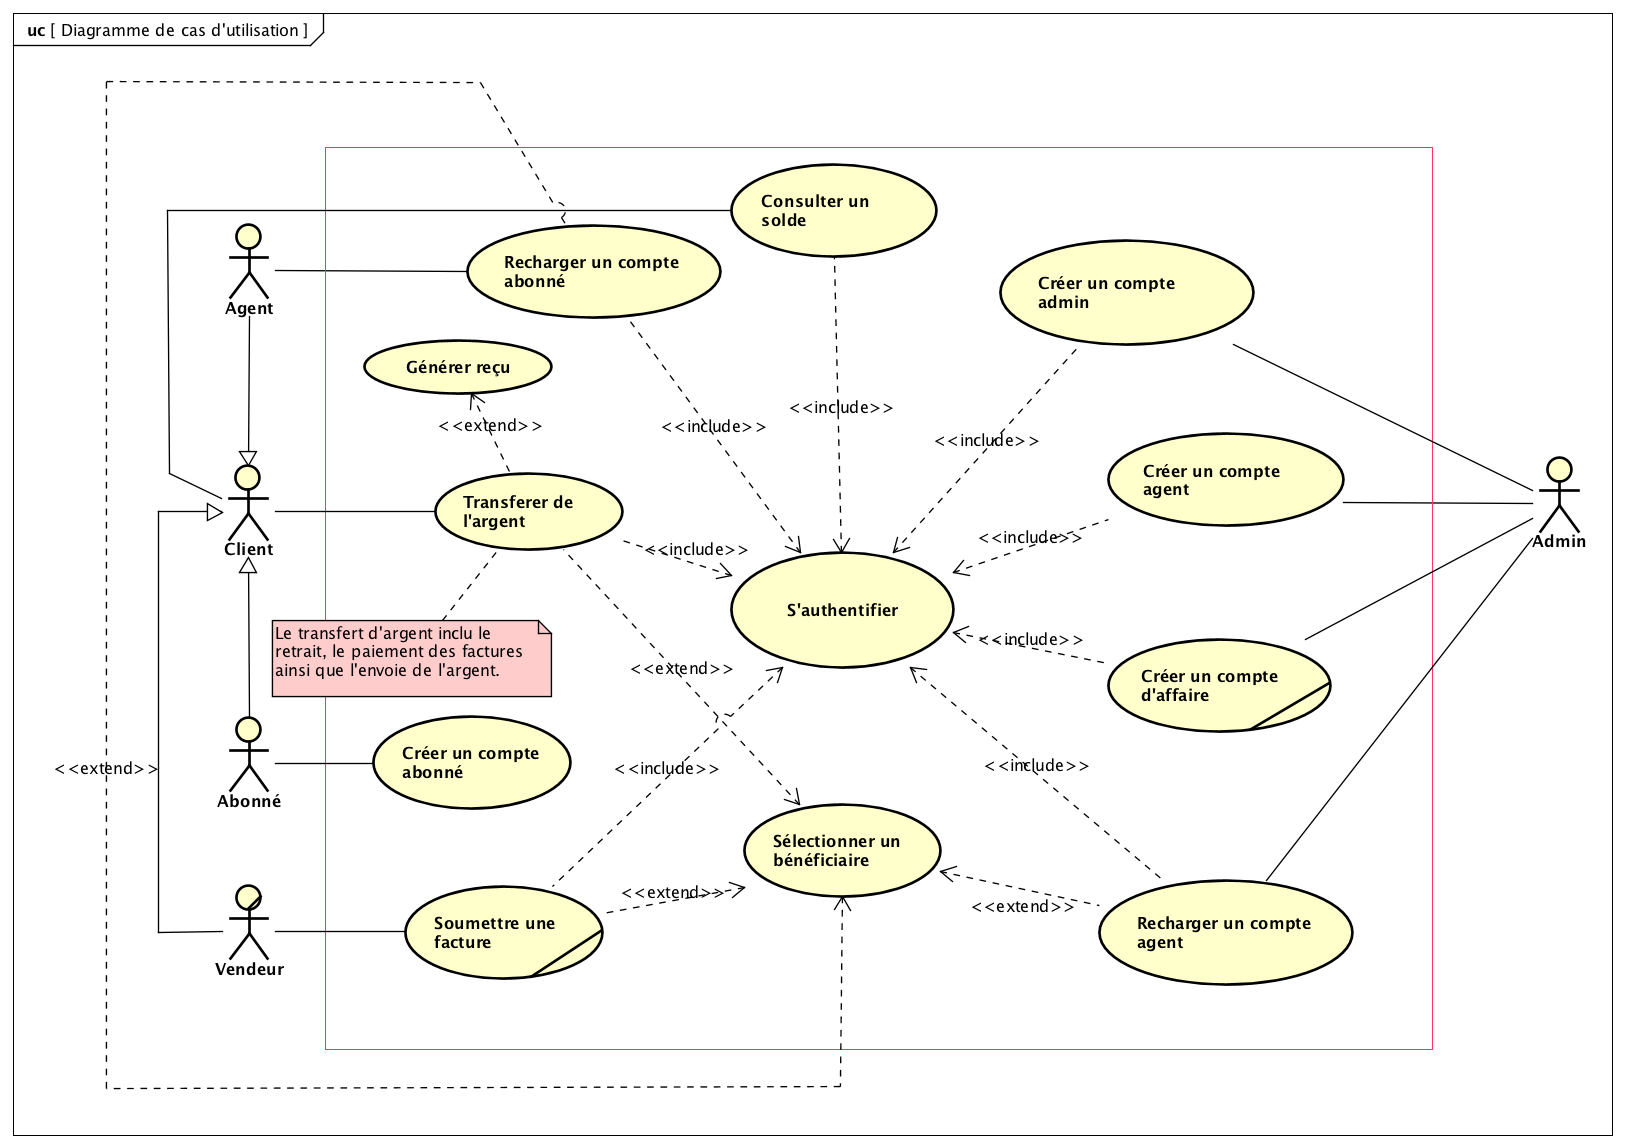 uc [ Diagramme de cas d'utilisation ]
Consulter un
solde
Recharger un compte
abonné
Agent
Créer un compte
admin
Générer reçu
<<include>>
<<extend>>
<<include>>
<<include>>
Créer un compte
agent
Transferer de
l'argent
Client
<<include>>
<<include>>
Admin
S'authentifier
Le transfert d'argent inclu le
retrait, le paiement des factures
ainsi que l'envoie de l'argent.
<<include>>
<<extend>>
Créer un compte
d'affaire
Créer un compte
abonné
<<extend>>
<<include>>
<<include>>
Abonné
Sélectionner un
bénéficiaire
<<extend>>
<<extend>>
Soumettre une
facture
Recharger un compte
agent
Vendeur